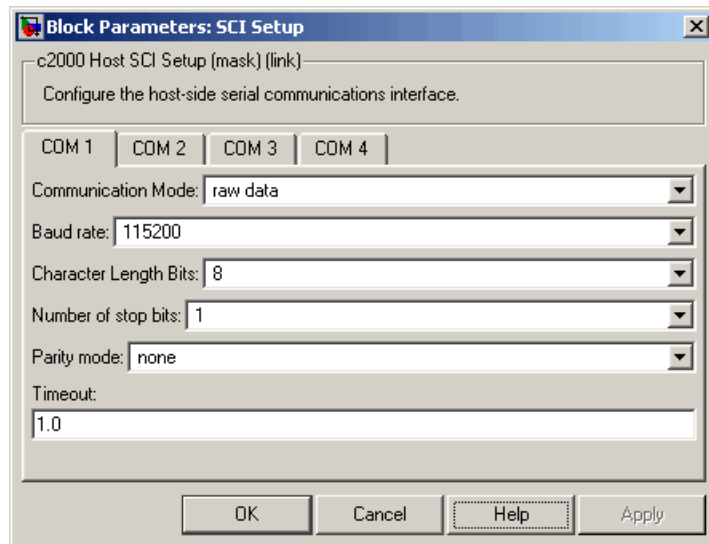 Block Parameters: SCI Setup
c2000 Host SCI Setup (mask) (link)
Configure the host-side serial communications interface.
COM 1 COM 2 COM 3 COM 4
Communication Mode: raw data
Baud rate: 115200
Character Length Bits: 8
Number of stop bits: 1
Parity mode: none
Timeout:
1.0
OK Cancel Help Apply